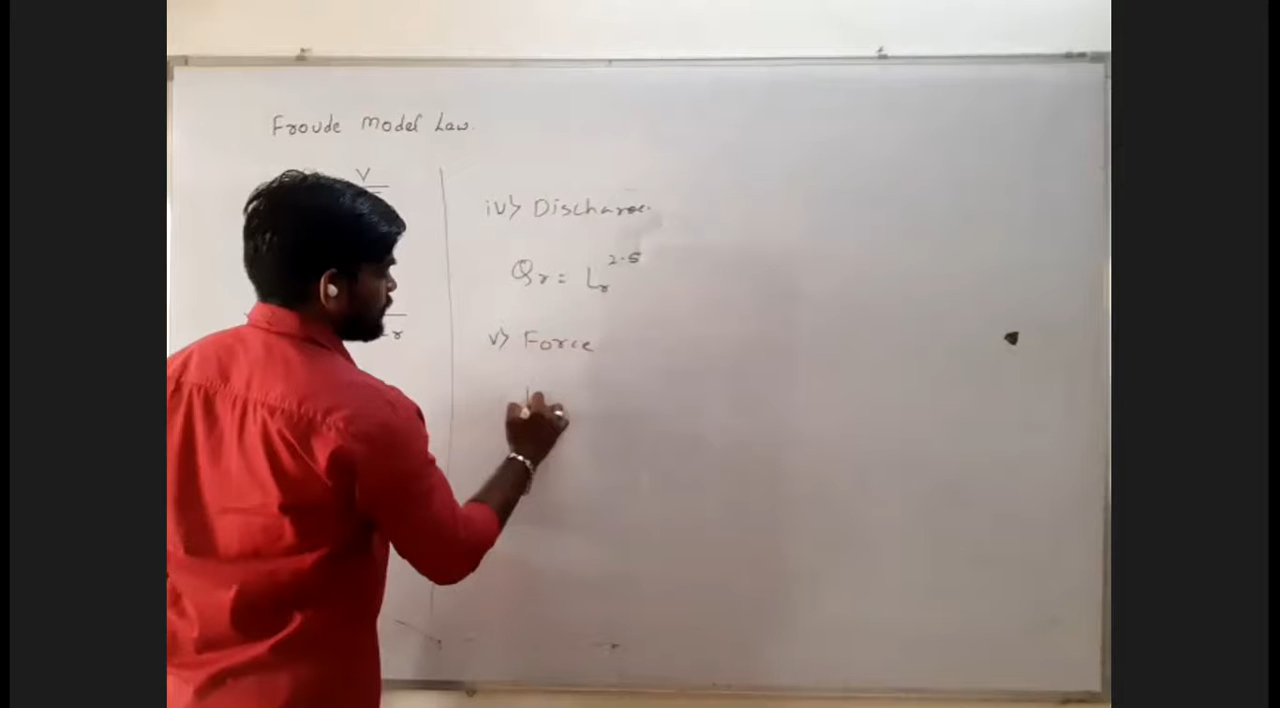 Froude Model Law.
V
r
iv> Discharge.
Qr = Lr^2.5
v> Force